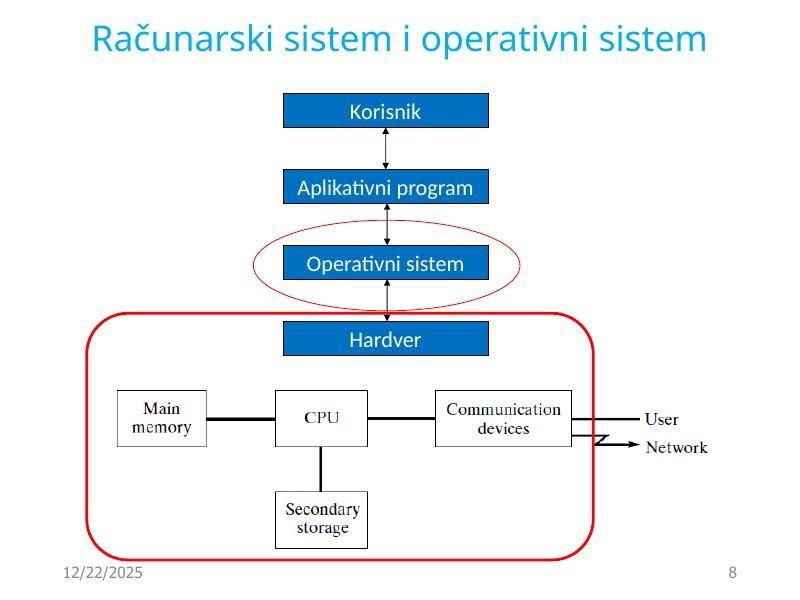 Računarski sistem i operativni sistem
Korisnik
Aplikativni program
Operativni sistem
Hardver
Main
memory
CPU
Communication
devices
User
Network
Secondary
storage
12/22/2025
8